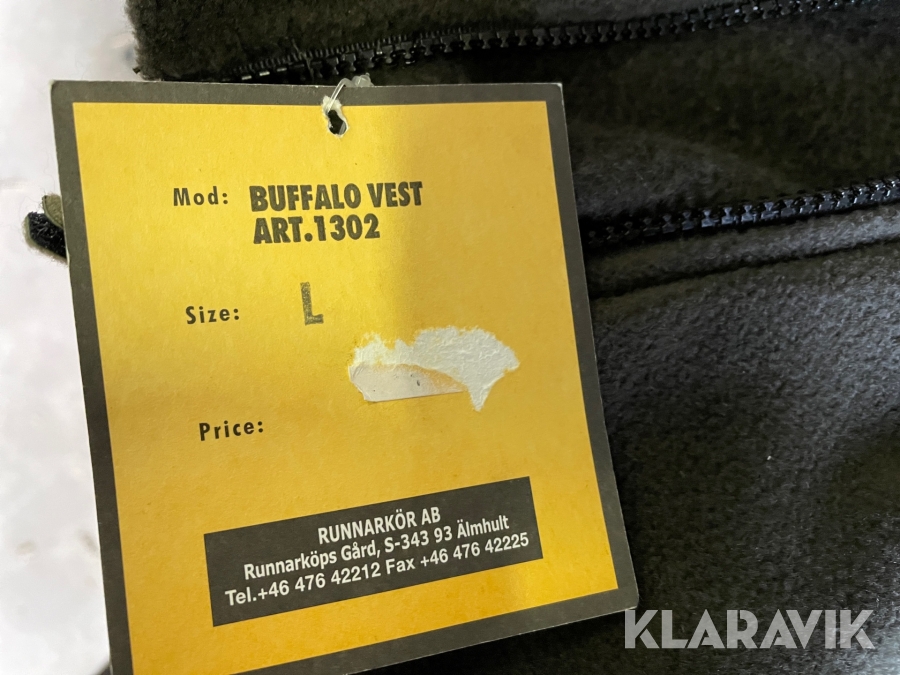 Mod: BUFFALO VEST
ART.1302
Size: L
Price:
RUNNARKÖR AB
Runnarköps Gård, S-343 93 Älmhult
Tel.+46 476 42212 Fax +46 476 42225
KLARAVIK